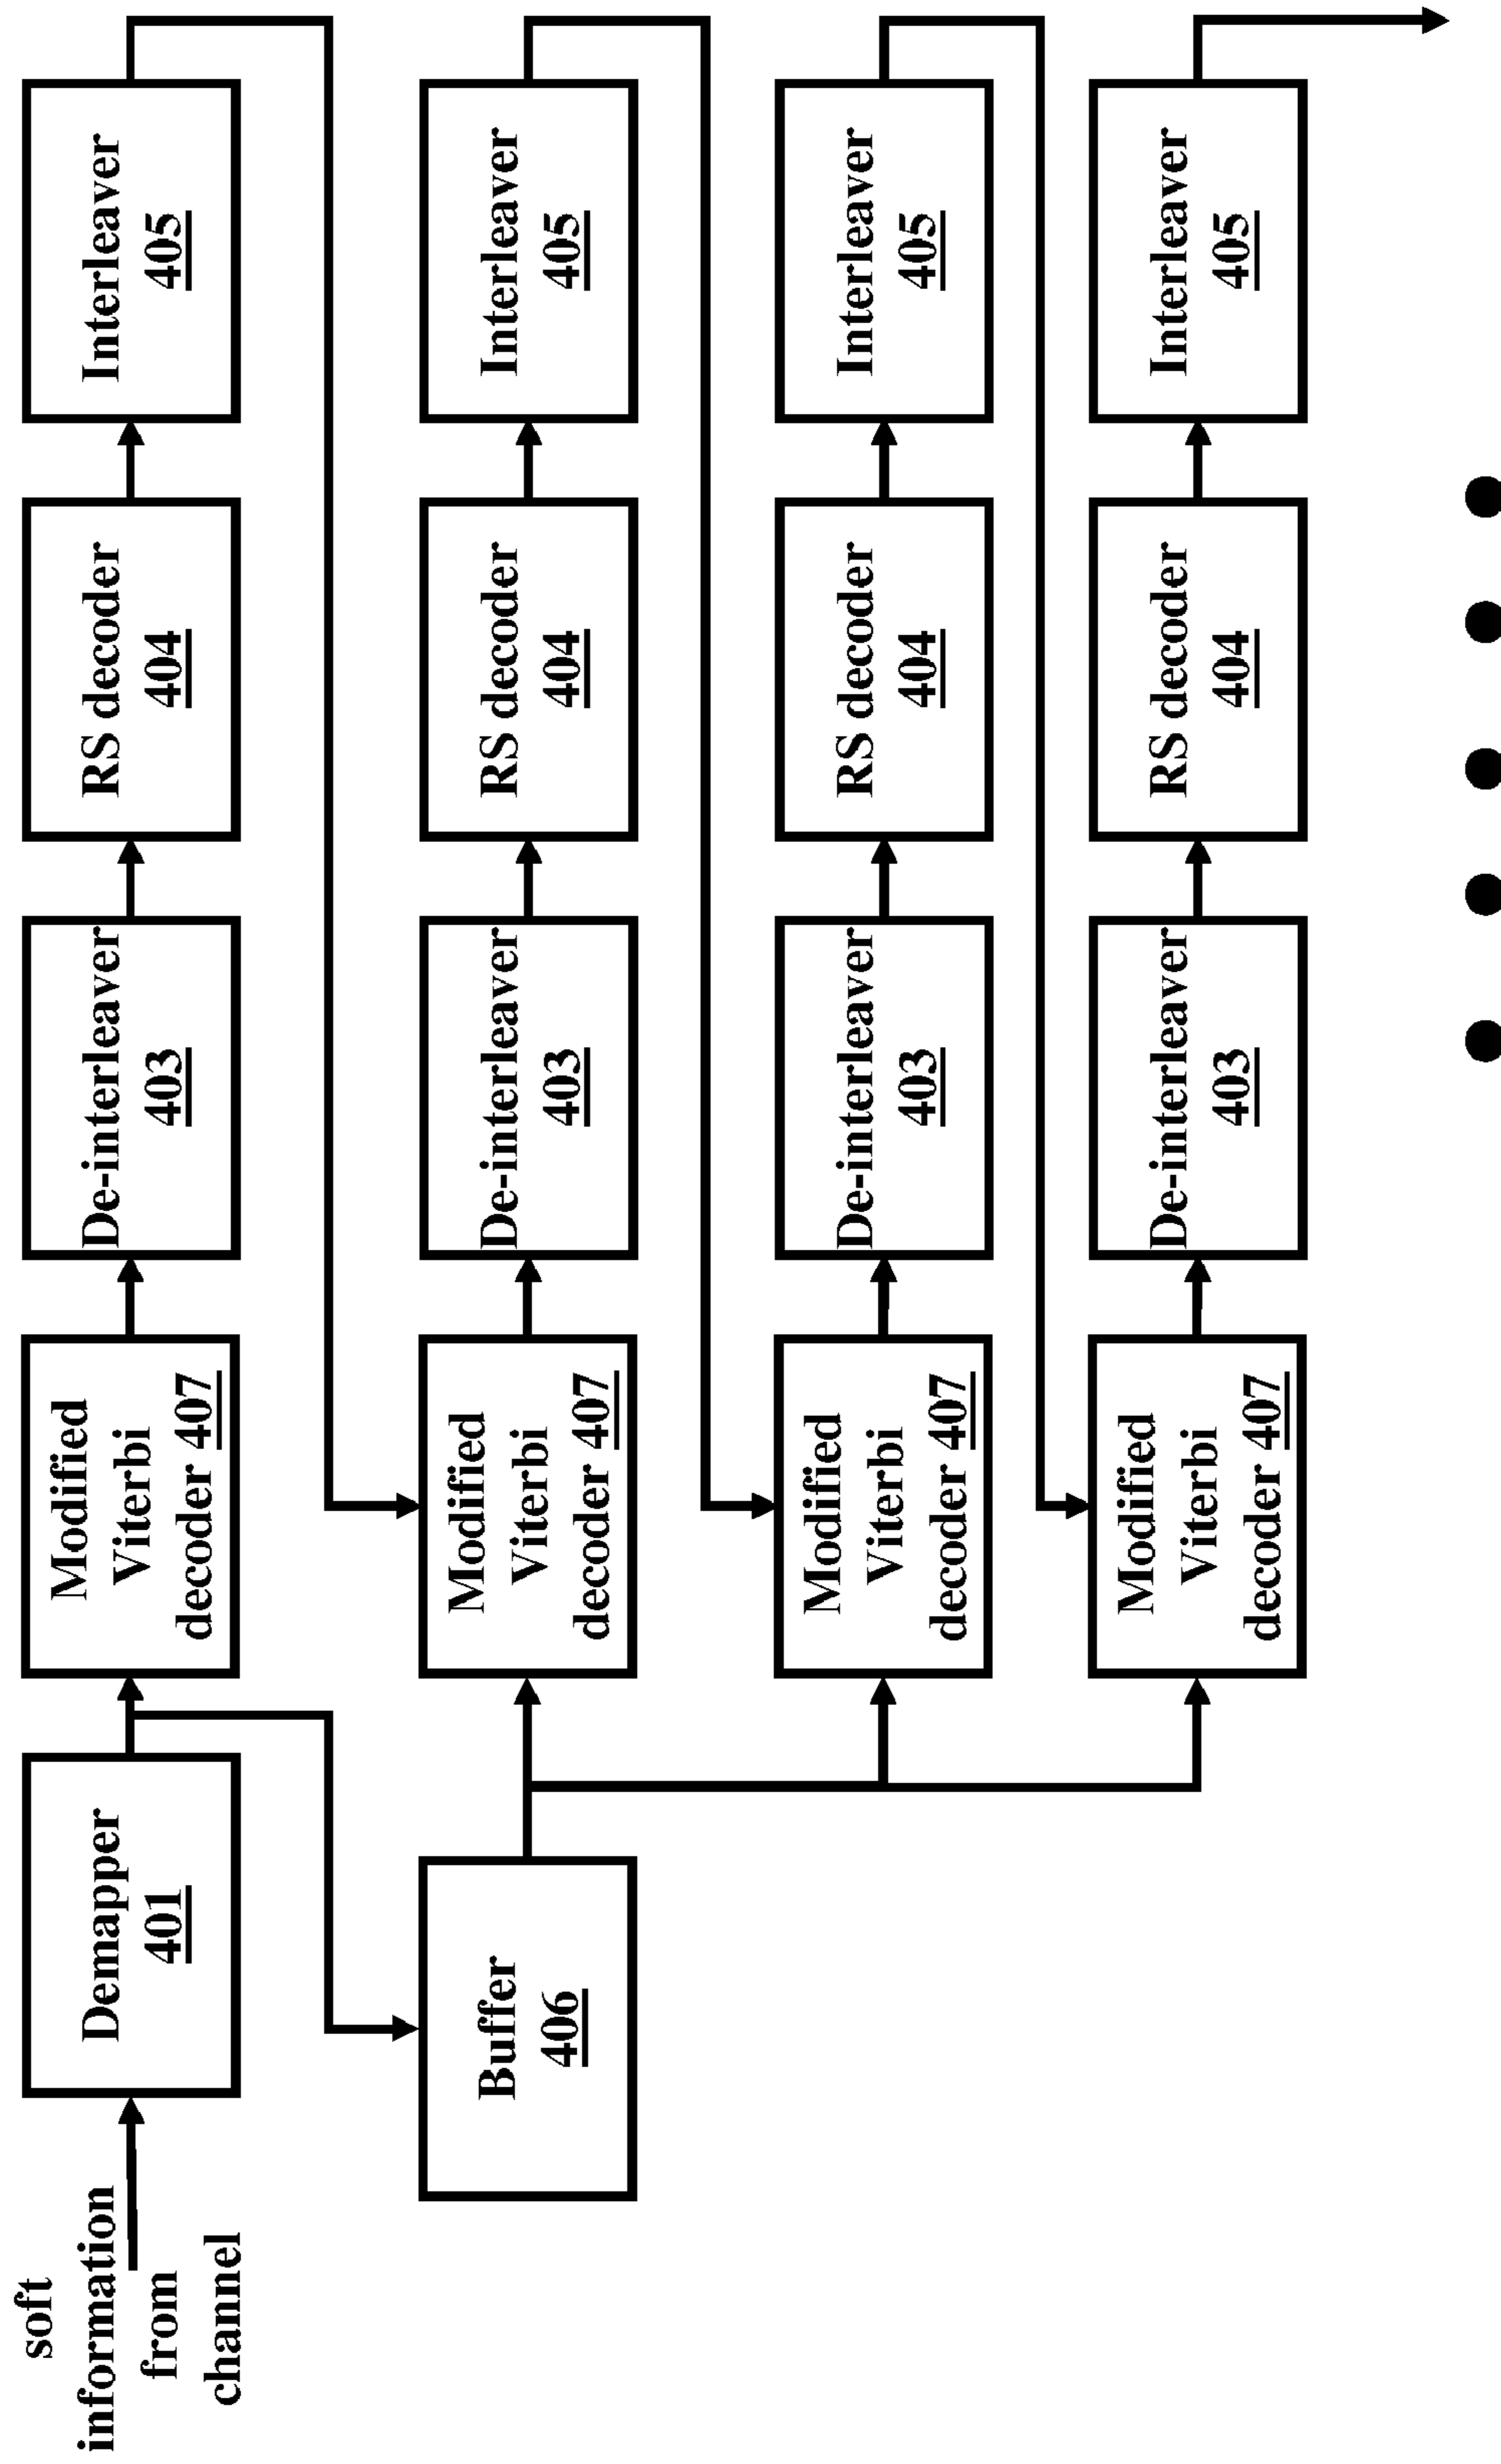 soft
information
from
channel
Demapper
401
Modified
Viterbi
decoder 407
De-interleaver
403
RS decoder
404
Interleaver
405
Buffer
406
Modified
Viterbi
decoder 407
De-interleaver
403
RS decoder
404
Interleaver
405
Modified
Viterbi
decoder 407
De-interleaver
403
RS decoder
404
Interleaver
405
Modified
Viterbi
decoder 407
De-interleaver
403
RS decoder
404
Interleaver
405